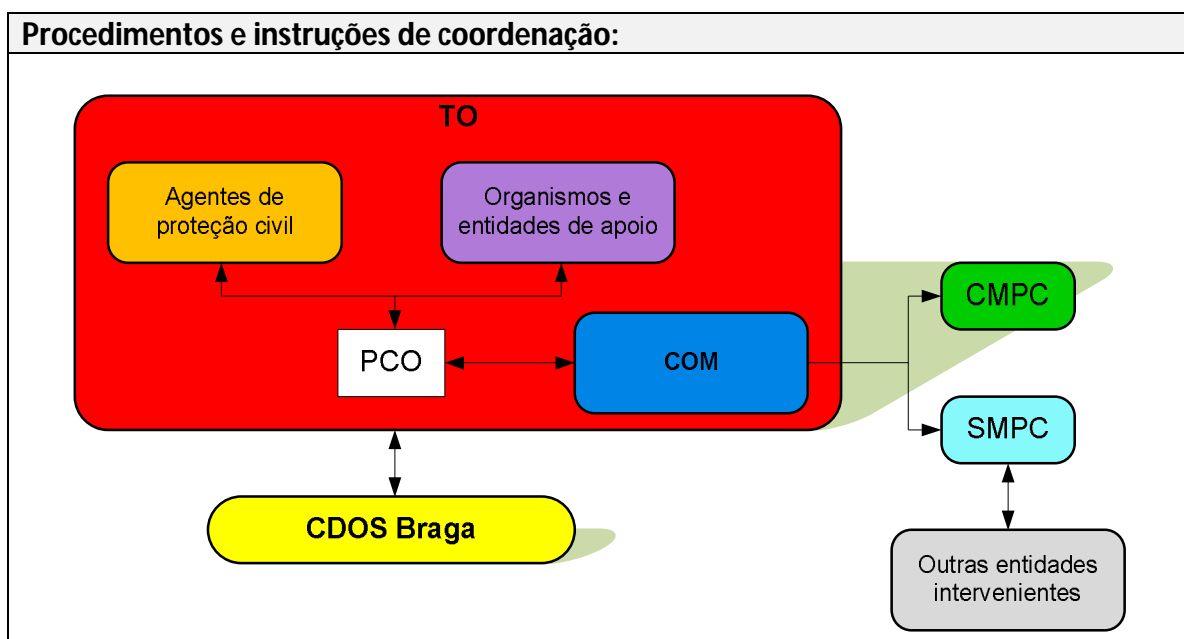 Procedimentos e instruções de coordenação:
TO
Agentes de
proteção civil
Organismos e
entidades de apoio
PCO
COM
CMPC
SMPC
CDOS Braga
Outras entidades
intervenientes